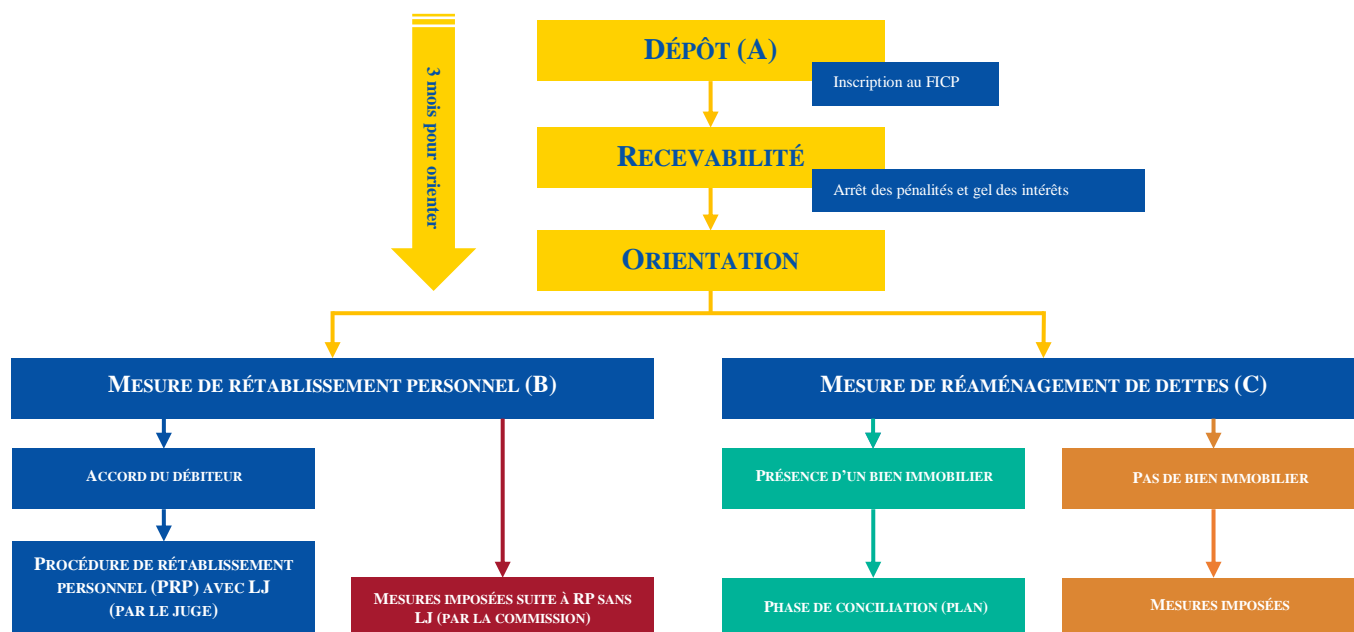 3 mois pour orienter
DÉPÔT (A)
Inscription au FICP
RECEVABILITÉ
Arrêt des pénalités et gel des intérêts
ORIENTATION
MESURE DE RÉTABLISSEMENT PERSONNEL (B)
MESURE DE RÉAMÉNAGEMENT DE DETTES (C)
ACCORD DU DÉBITEUR
PRÉSENCE D'UN BIEN IMMOBILIER
PAS DE BIEN IMMOBILIER
PROCÉDURE DE RÉTABLISSEMENT
PERSONNEL (PRP) AVEC LJ
(PAR LE JUGE)
MESURES IMPOSÉES SUITE À RP SANS
LJ (PAR LA COMMISSION)
PHASE DE CONCILIATION (PLAN)
MESURES IMPOSÉES